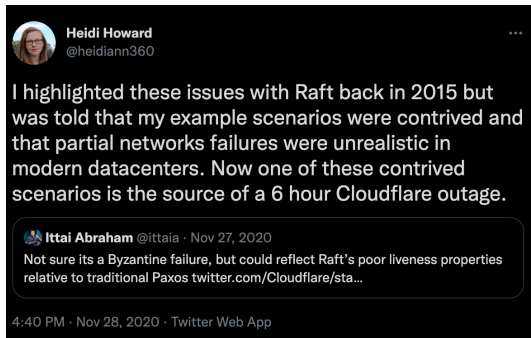 Heidi Howard
@heidiann360
I highlighted these issues with Raft back in 2015 but
was told that my example scenarios were contrived and
that partial networks failures were unrealistic in
modern datacenters. Now one of these contrived
scenarios is the source of a 6 hour Cloudflare outage.
Ittai Abraham @ittaia · Nov 27, 2020
Not sure its a Byzantine failure, but could reflect Raft's poor liveness properties
relative to traditional Paxos twitter.com/Cloudflare/sta…
4:40 PM · Nov 28, 2020 · Twitter Web App